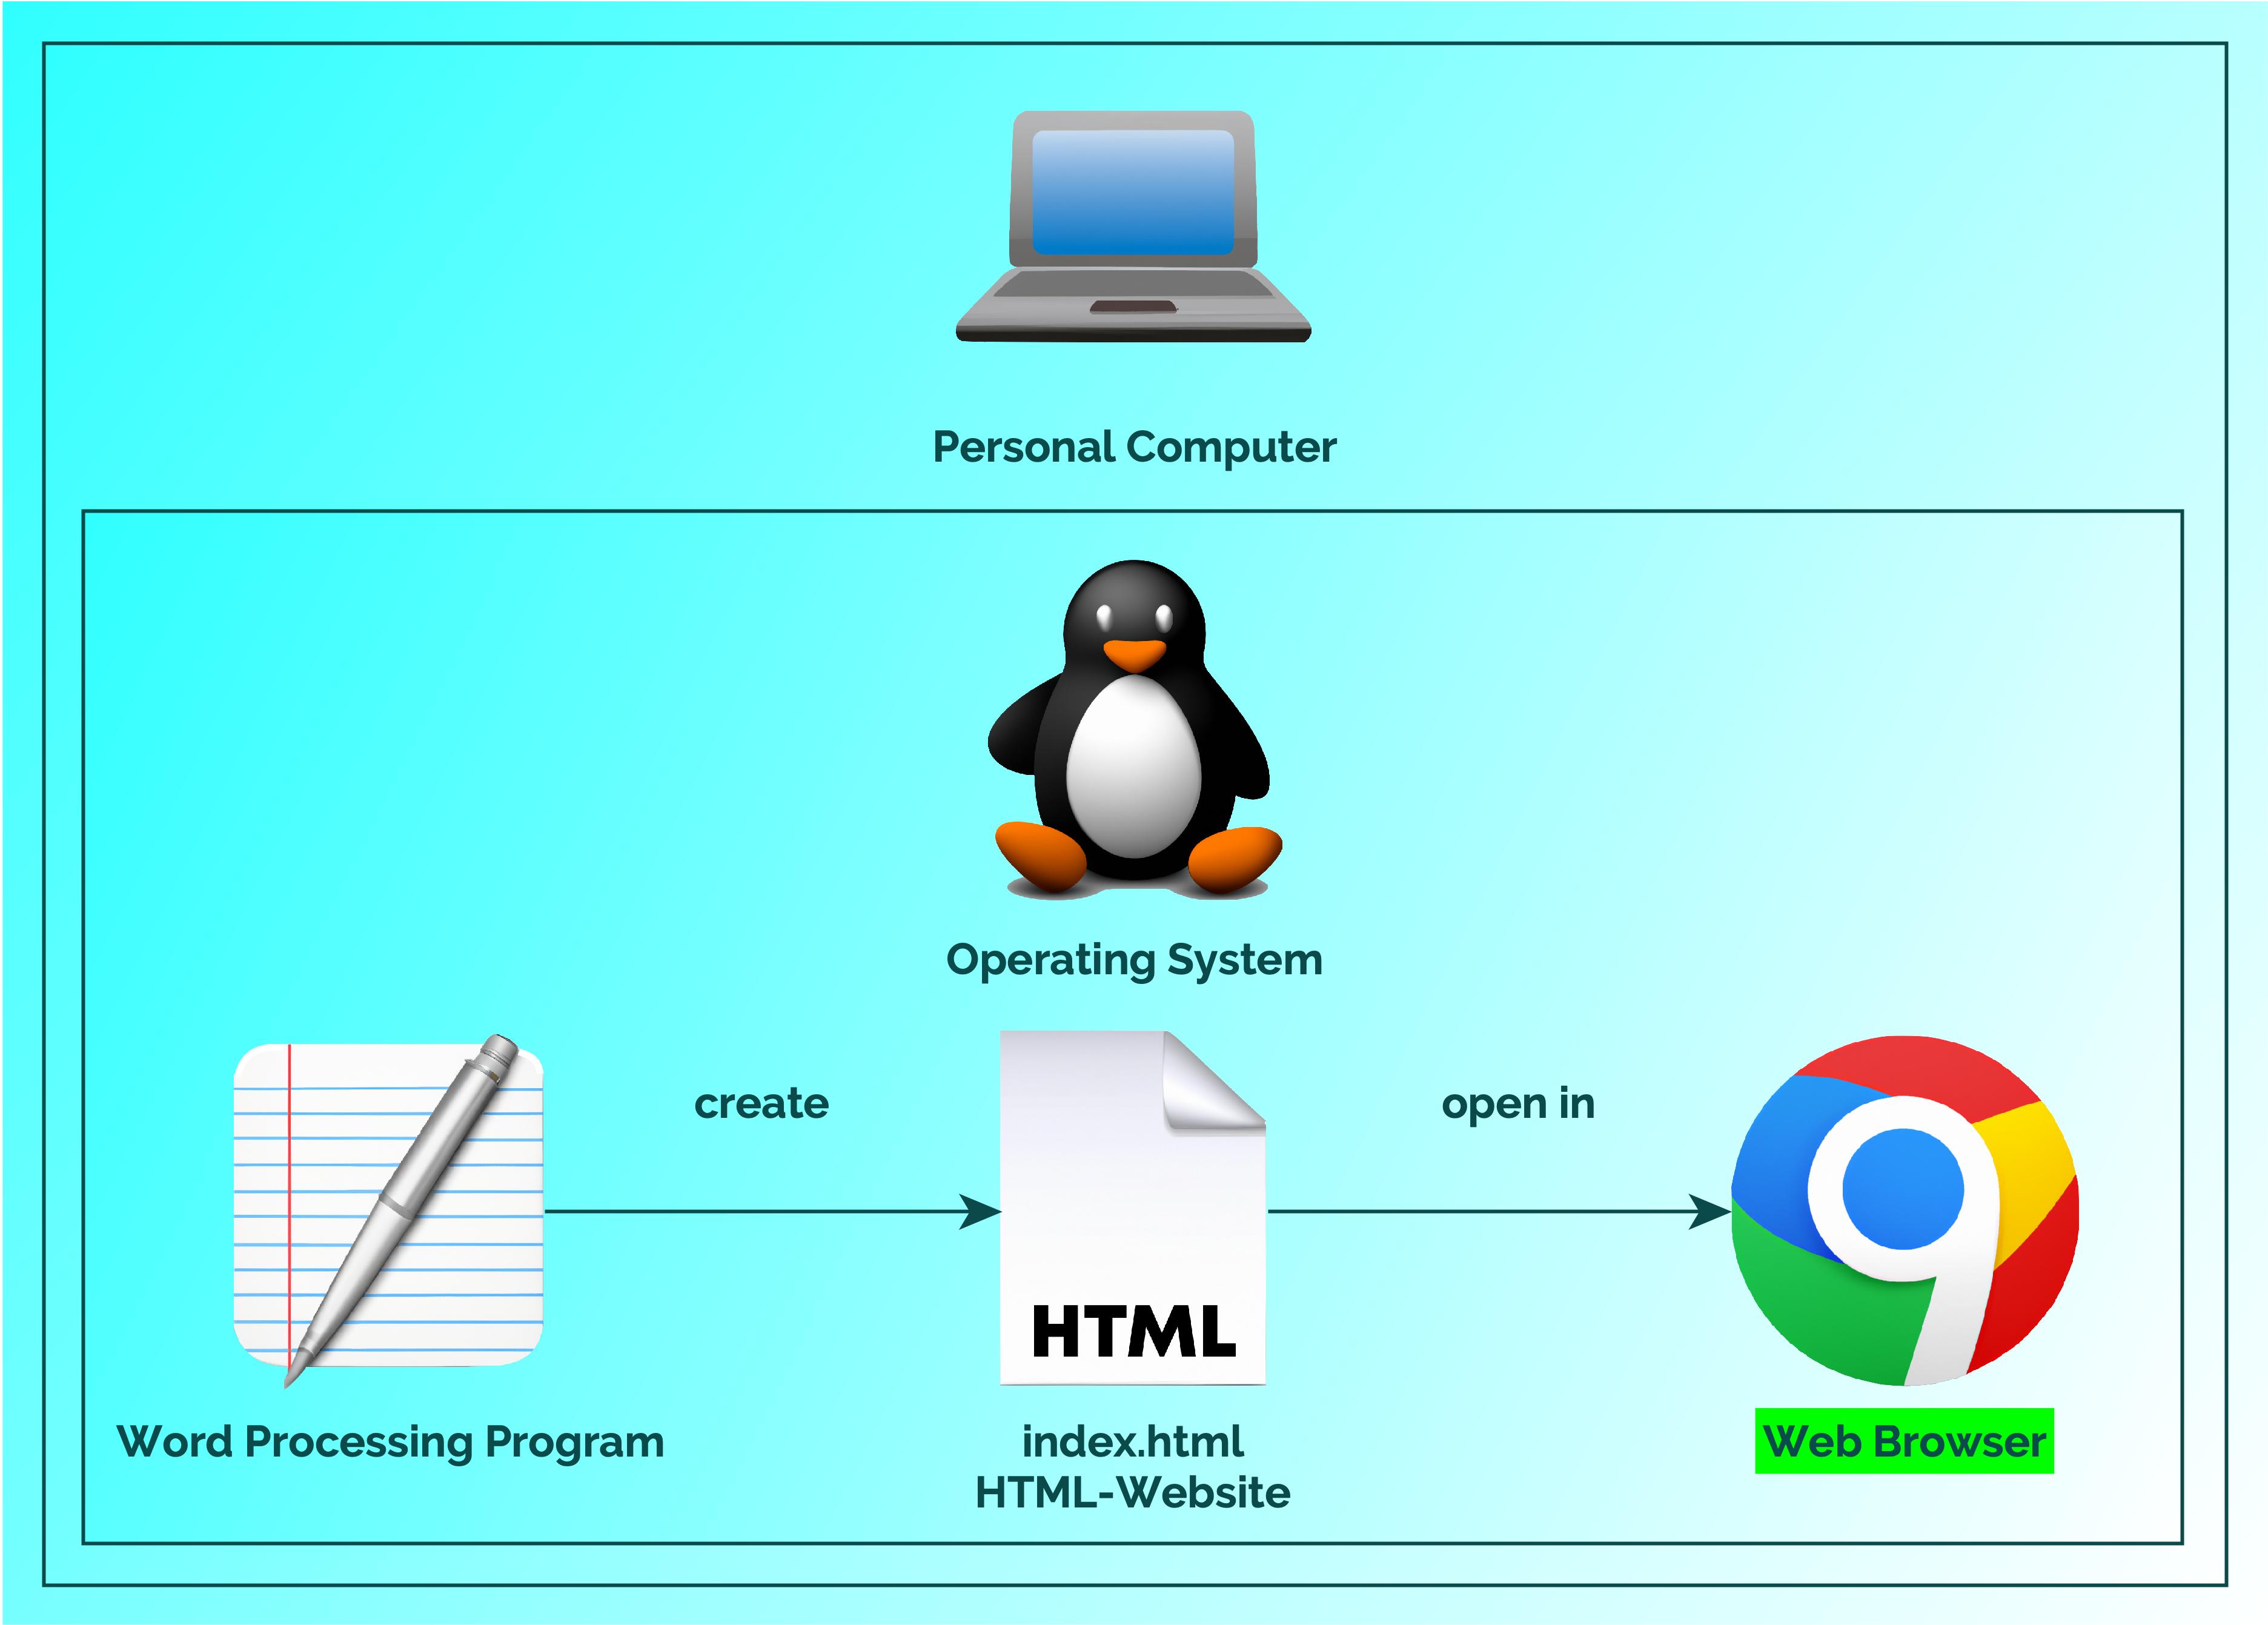 Personal Computer
Operating System
create
open in
HTML
Word Processing Program
index.html
HTML-Website
Web Browser